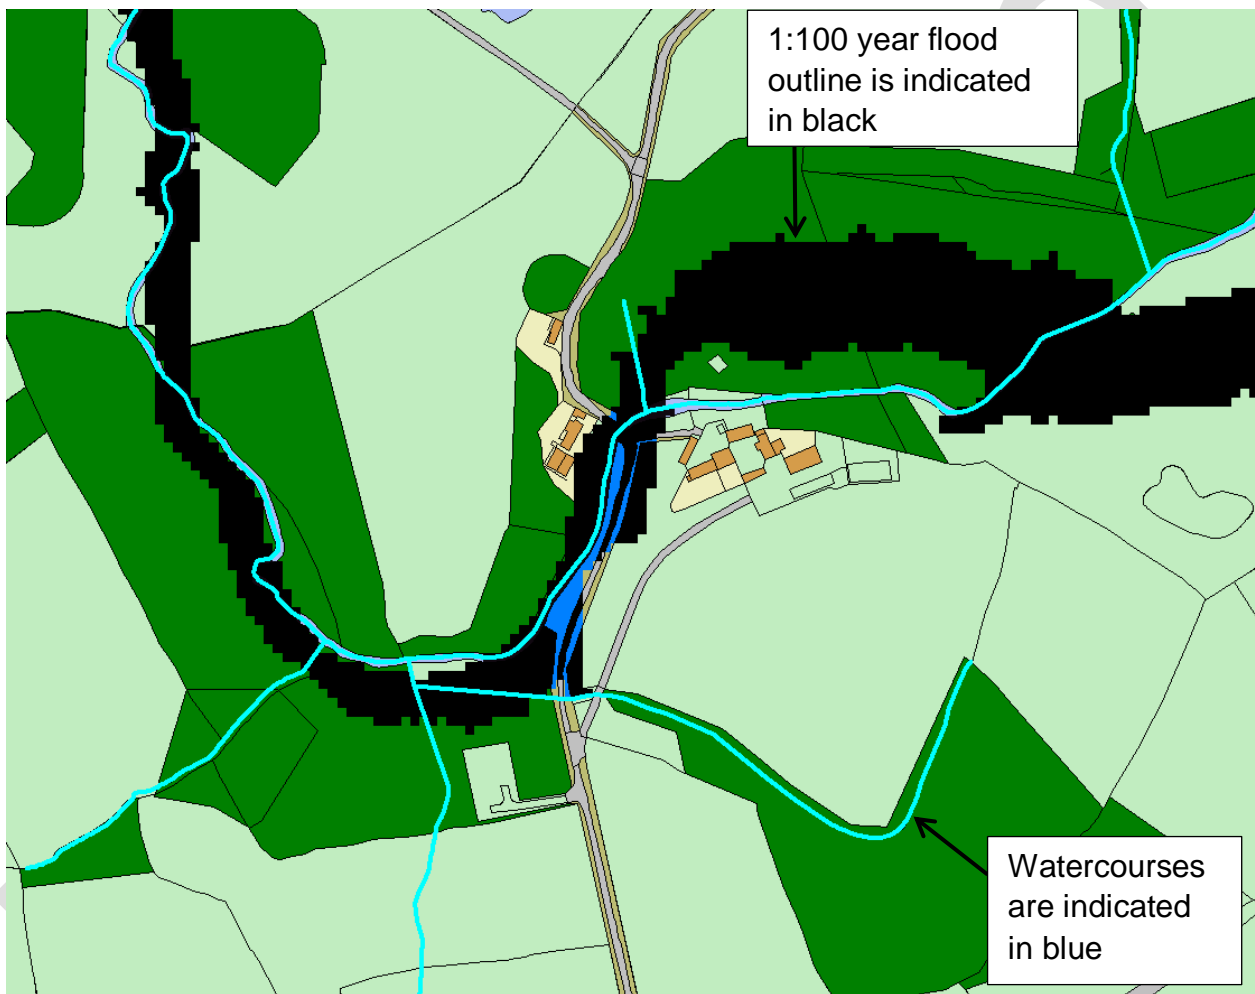 1:100 year flood
outline is indicated
in black
Watercourses
are indicated
in blue